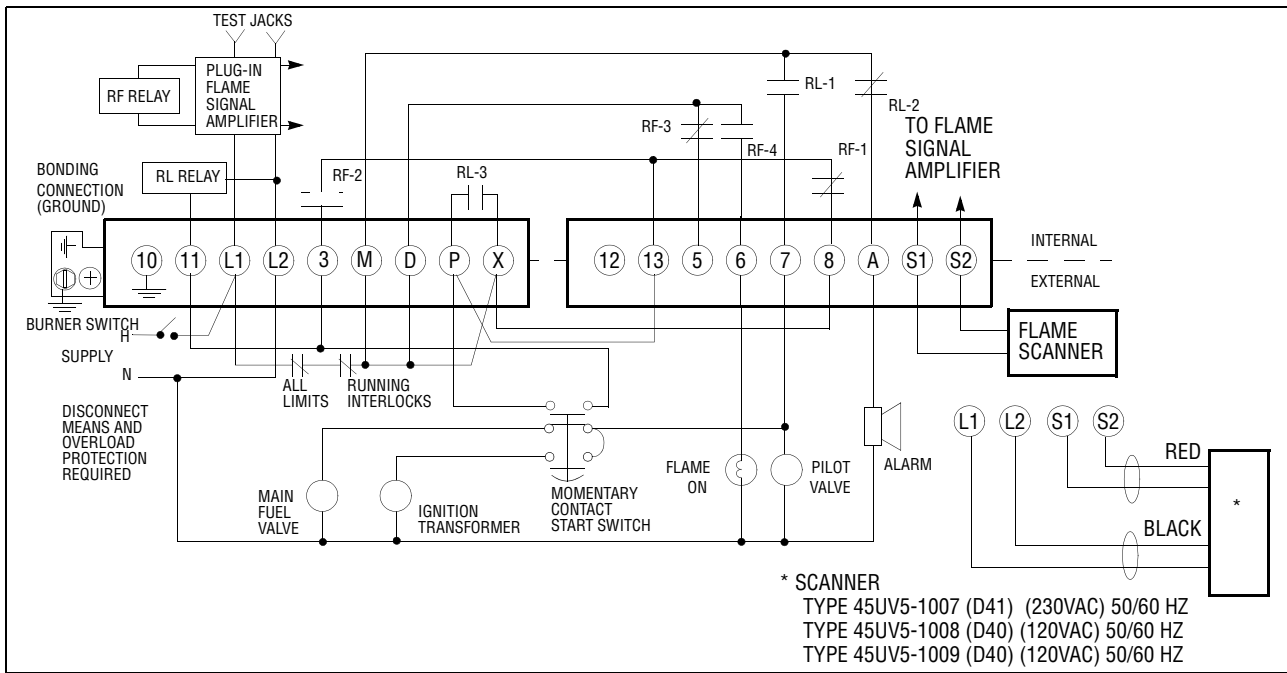 TEST JACKS
PLUG-IN
FLAME
SIGNAL
AMPLIFIER
RF RELAY
RL RELAY
BONDING
CONNECTION
(GROUND)
RF-2
RL-3
RF-3
RF-4
RL-1
RF-1
RL-2
TO FLAME
SIGNAL
AMPLIFIER
10 11 L1 L2 3 M D P X
12 13 5 6 7 8 A S1 S2
INTERNAL
EXTERNAL
BURNER SWITCH
H
SUPPLY
N
ALL
LIMITS
RUNNING
INTERLOCKS
DISCONNECT
MEANS AND
OVERLOAD
PROTECTION
REQUIRED
MAIN
FUEL
VALVE
IGNITION
TRANSFORMER
MOMENTARY
CONTACT
START SWITCH
FLAME
ON
PILOT
VALVE
ALARM
FLAME
SCANNER
L1 L2 S1 S2
RED
BLACK
*
* SCANNER
TYPE 45UV5-1007 (D41) (230VAC) 50/60 HZ
TYPE 45UV5-1008 (D40) (120VAC) 50/60 HZ
TYPE 45UV5-1009 (D40) (120VAC) 50/60 HZ